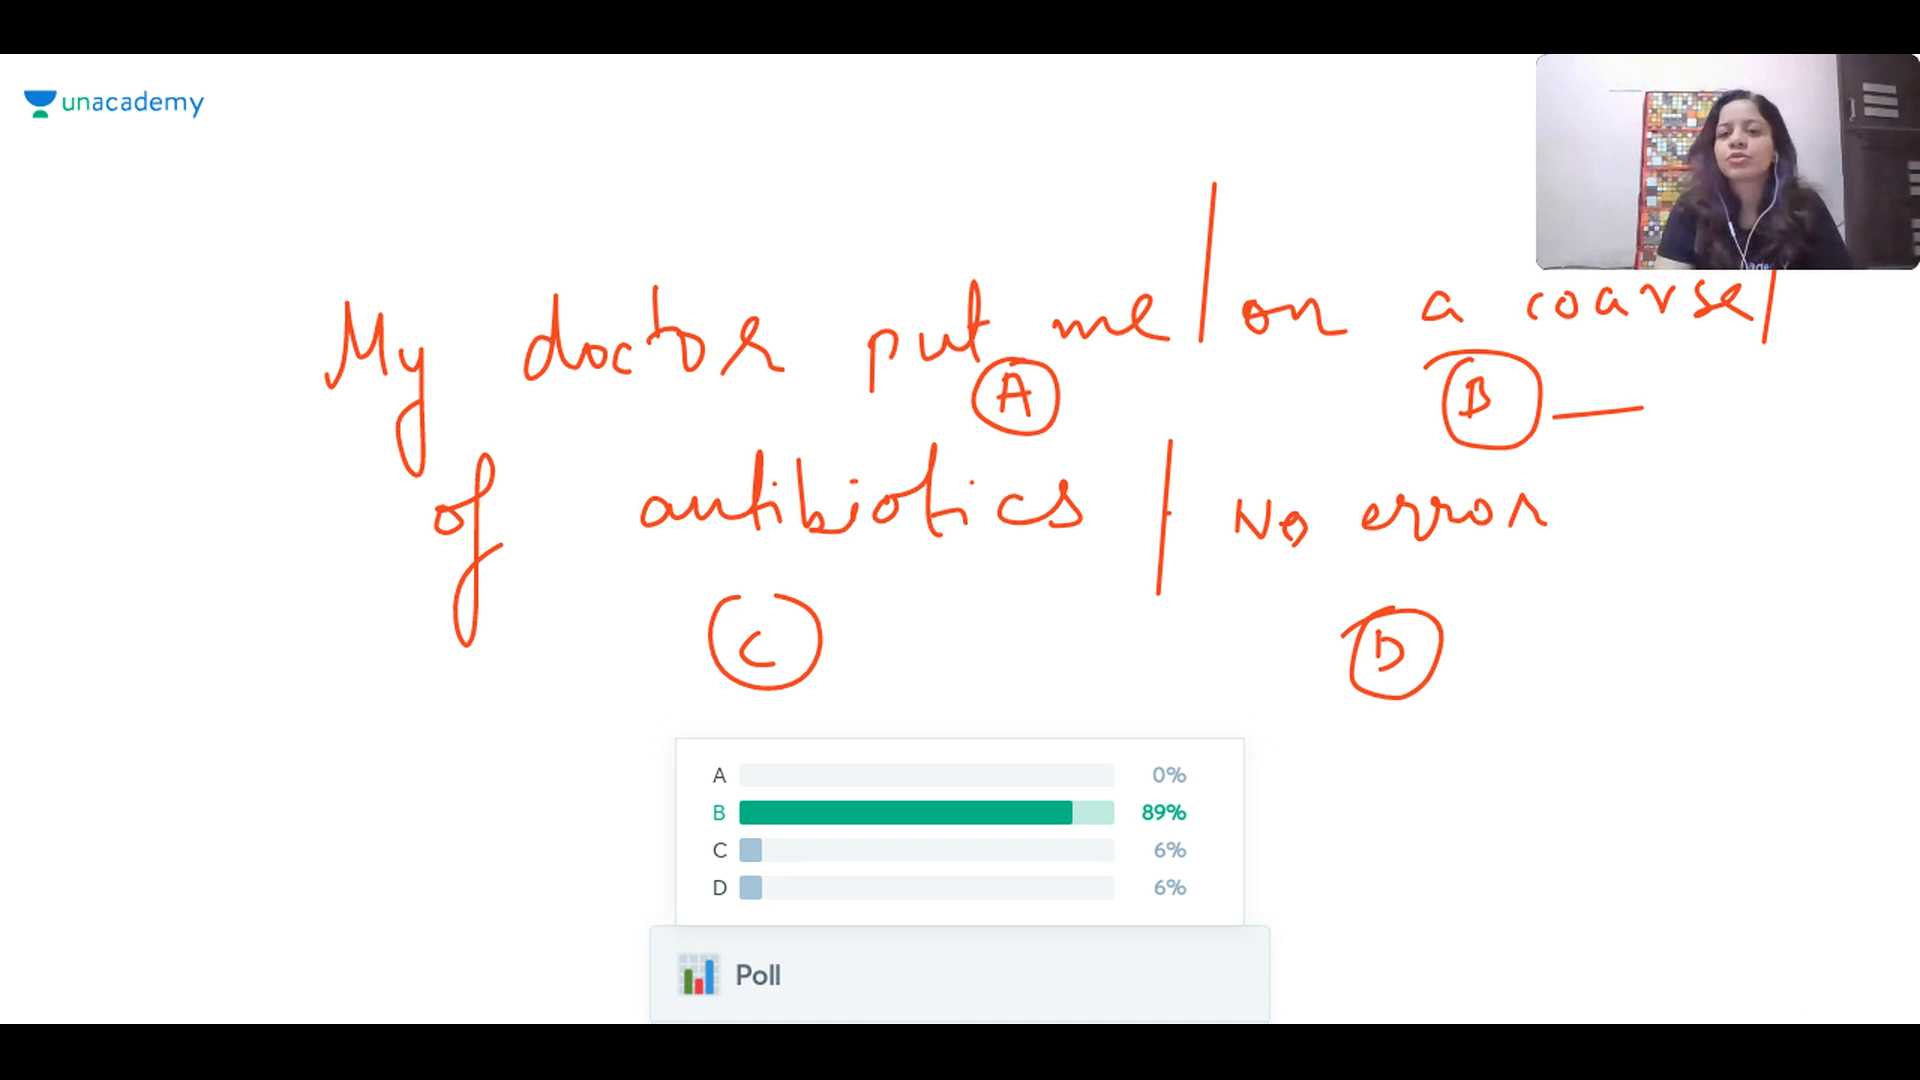 unacademy
My doctor put me / on a coarse /
A B
of antibiotics / No error
C D
A 0%
B 89%
C 6%
D 6%
Poll